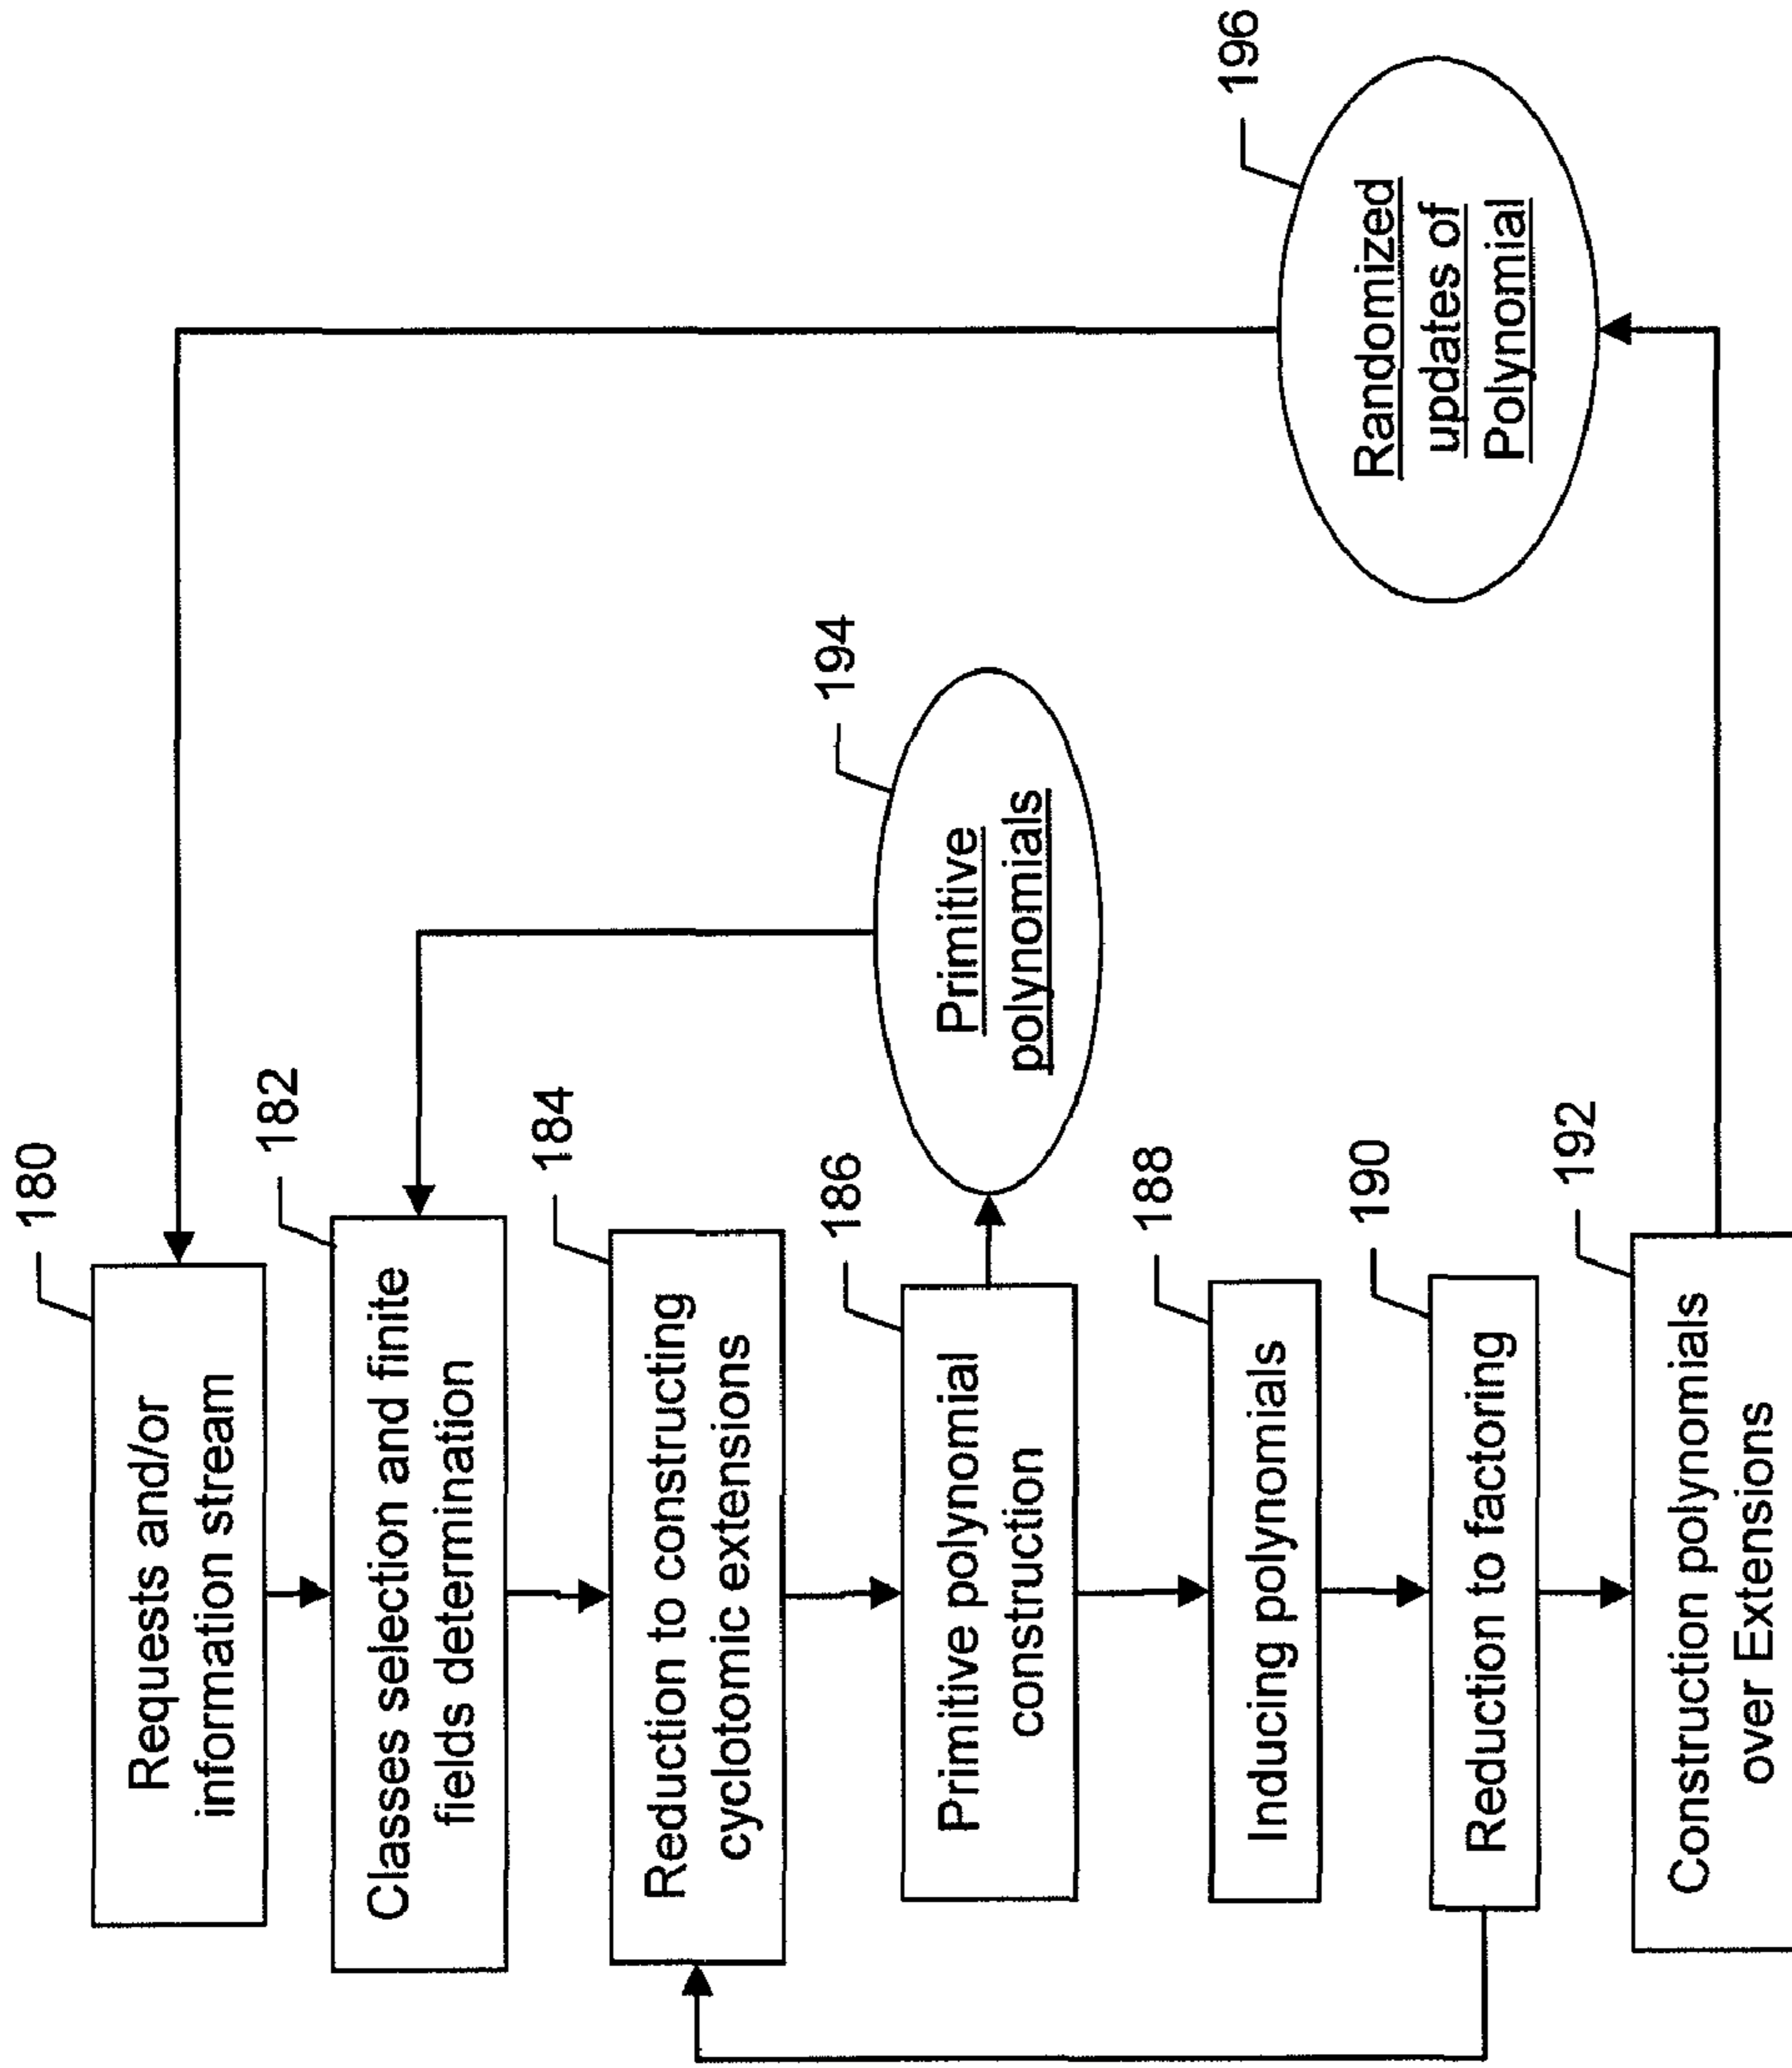 180
Requests and/or
information stream
182
Classes selection and finite
fields determination
184
Reduction to constructing
cyclotomic extensions
186
Primitive polynomial
construction
188
Inducing polynomials
190
Reduction to factoring
192
Construction polynomials
over Extensions
194
Primitive
polynomials
196
Randomized
updates of
Polynomial